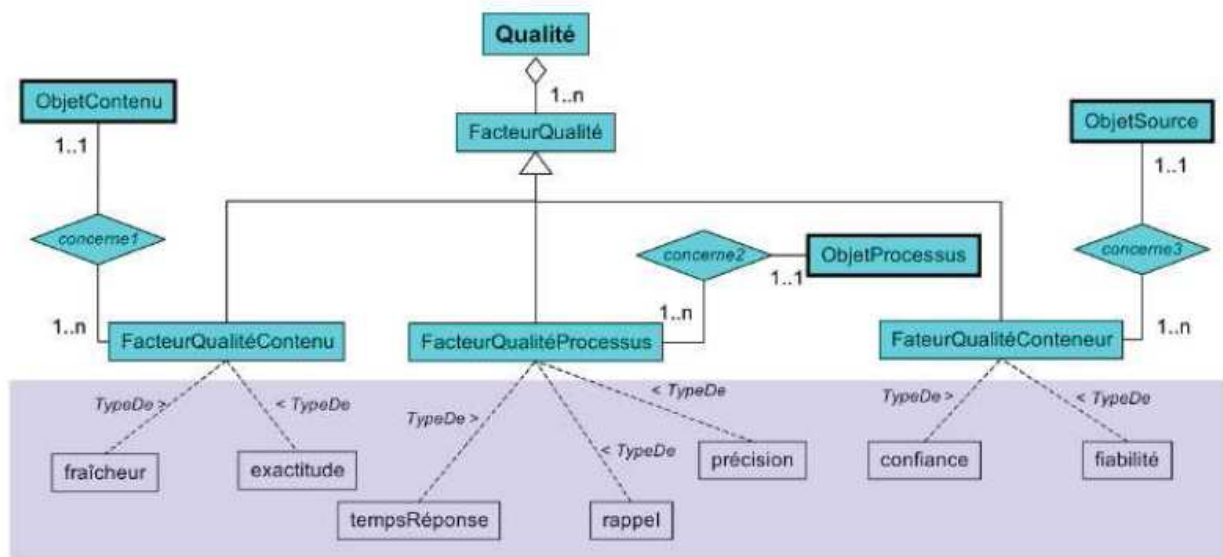 Qualité
1..n
ObjetContenu
FacteurQualité
ObjetSource
1..1
1..1
concerne1
concerne2
ObjetProcessus
concerne3
1..1
1..n
1..n
1..n
FacteurQualitéContenu
FacteurQualitéProcessus
FateurQualitéConteneur
TypeDe >
< TypeDe
TypeDe >
< TypeDe
< TypeDe
TypeDe >
< TypeDe
fraîcheur
exactitude
précision
confiance
fiabilité
tempsRéponse
rappel